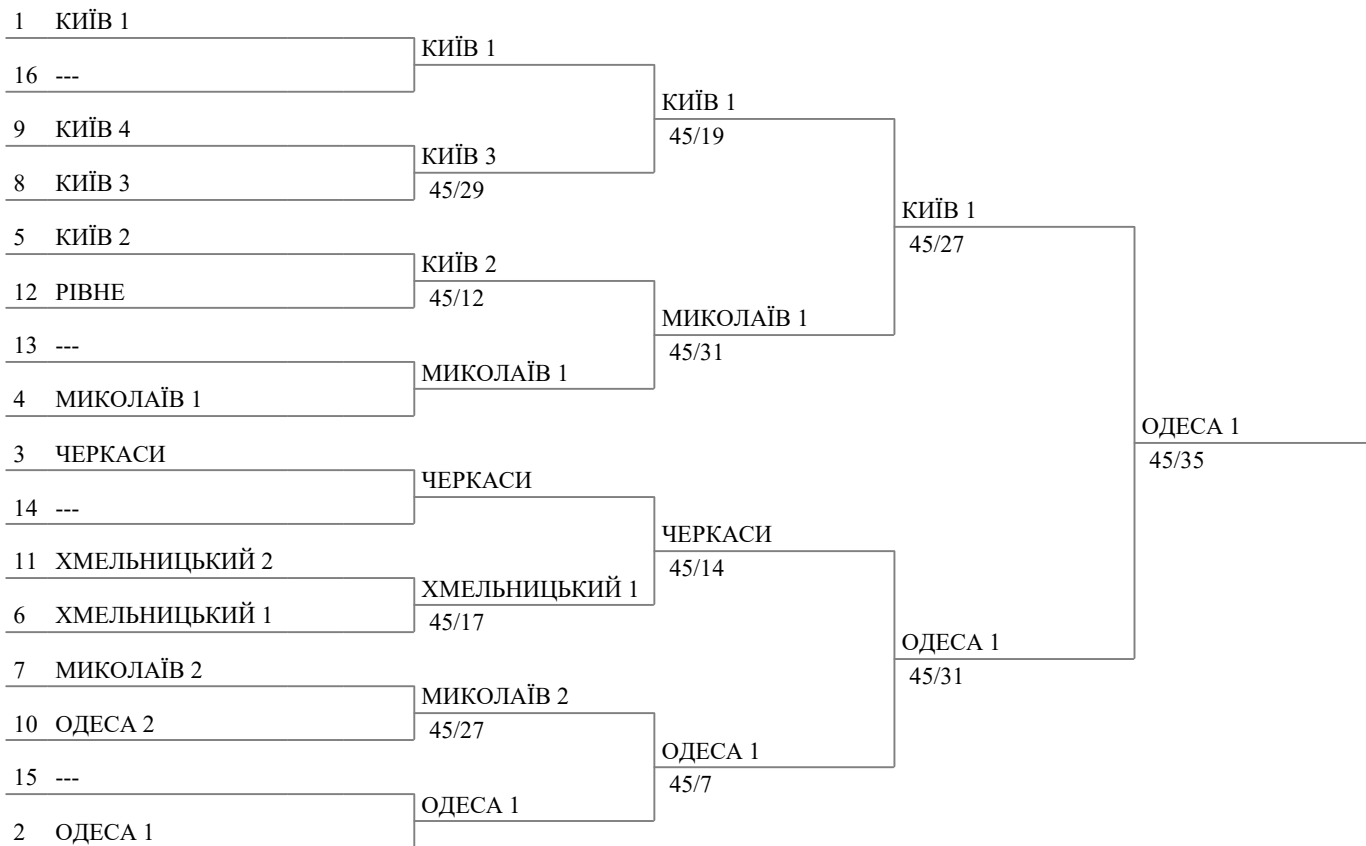 1 КИЇВ 1
КИЇВ 1
16 ---
КИЇВ 1
45/19
9 КИЇВ 4
КИЇВ 3
45/29
8 КИЇВ 3
КИЇВ 1
45/27
5 КИЇВ 2
КИЇВ 2
45/12
12 РІВНЕ
МИКОЛАЇВ 1
45/31
13 ---
МИКОЛАЇВ 1
4 МИКОЛАЇВ 1
ОДЕСА 1
45/35
3 ЧЕРКАСИ
ЧЕРКАСИ
14 ---
ЧЕРКАСИ
45/14
11 ХМЕЛЬНИЦЬКИЙ 2
ХМЕЛЬНИЦЬКИЙ 1
45/17
6 ХМЕЛЬНИЦЬКИЙ 1
ОДЕСА 1
45/31
7 МИКОЛАЇВ 2
МИКОЛАЇВ 2
45/27
10 ОДЕСА 2
ОДЕСА 1
45/7
15 ---
ОДЕСА 1
2 ОДЕСА 1